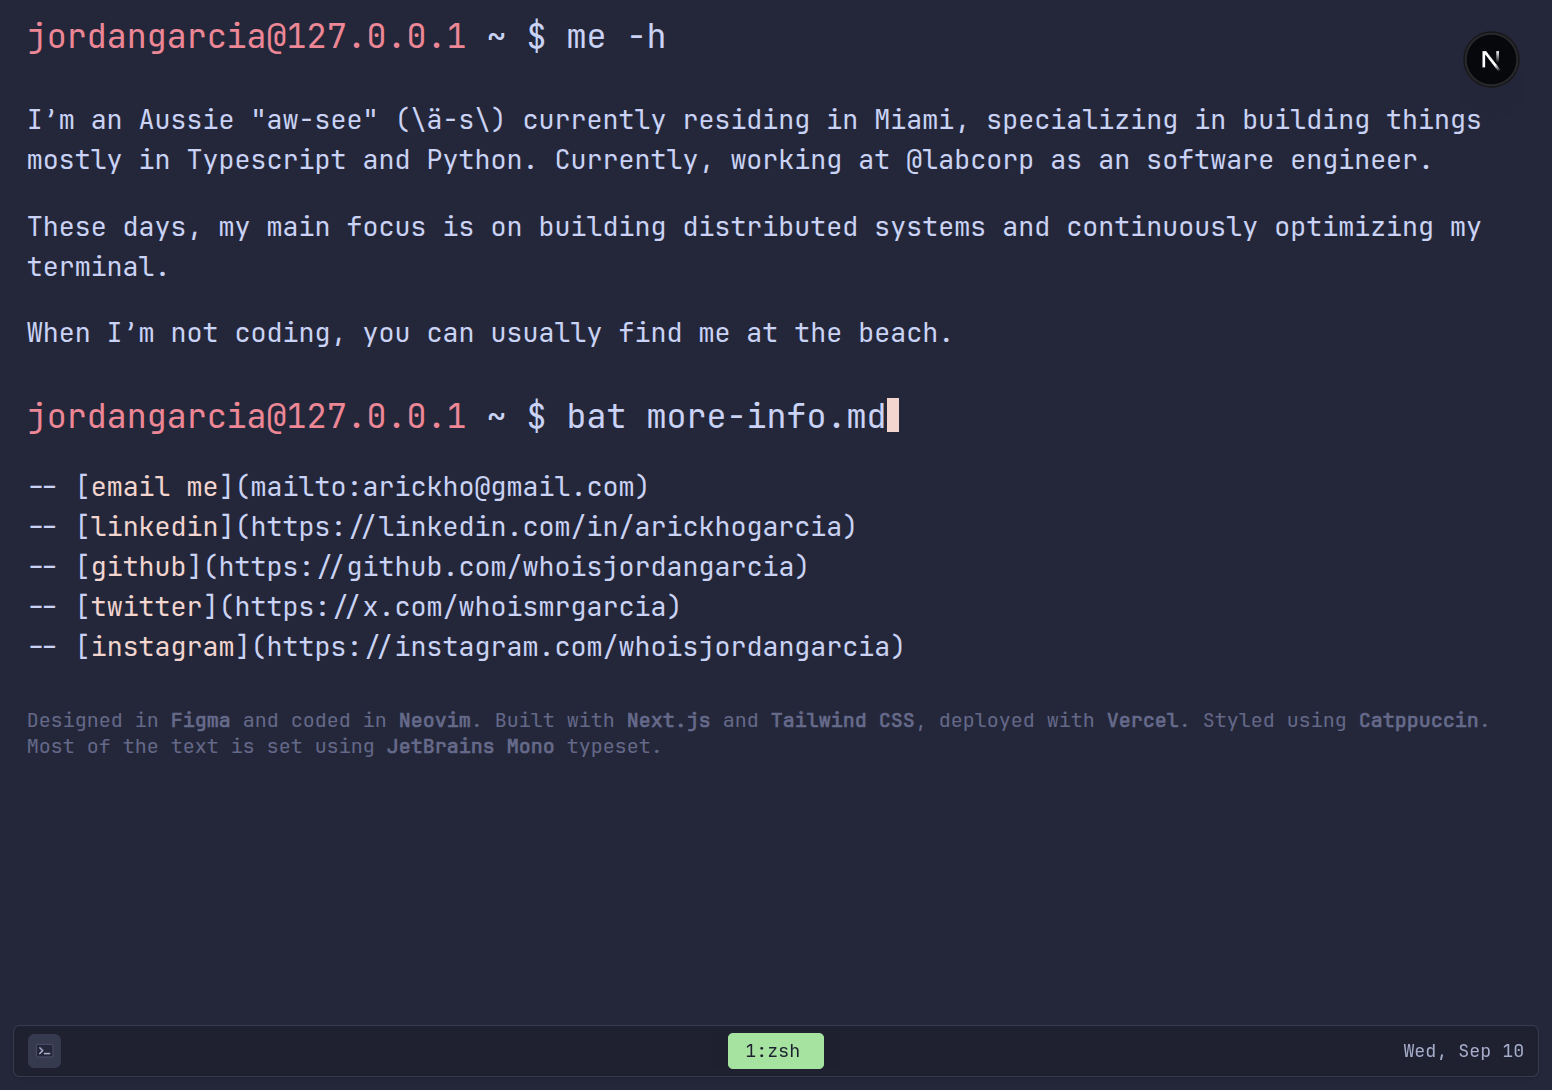 jordangarcia@127.0.0.1 ~ $ me -h
N
I’m an Aussie "aw-see" (\ä-s\) currently residing in Miami, specializing in building things
mostly in Typescript and Python. Currently, working at @labcorp as an software engineer.
These days, my main focus is on building distributed systems and continuously optimizing my
terminal.
When I’m not coding, you can usually find me at the beach.
jordangarcia@127.0.0.1 ~ $ bat more-info.md
-- [email me](mailto:arickho@gmail.com)
-- [linkedin](https://linkedin.com/in/arickhogarcia)
-- [github](https://github.com/whoisjordangarcia)
-- [twitter](https://x.com/whoismrgarcia)
-- [instagram](https://instagram.com/whoisjordangarcia)
Designed in Figma and coded in Neovim. Built with Next.js and Tailwind CSS, deployed with Vercel. Styled using Catppuccin.
Most of the text is set using JetBrains Mono typeset.
1:zsh
Wed, Sep 10